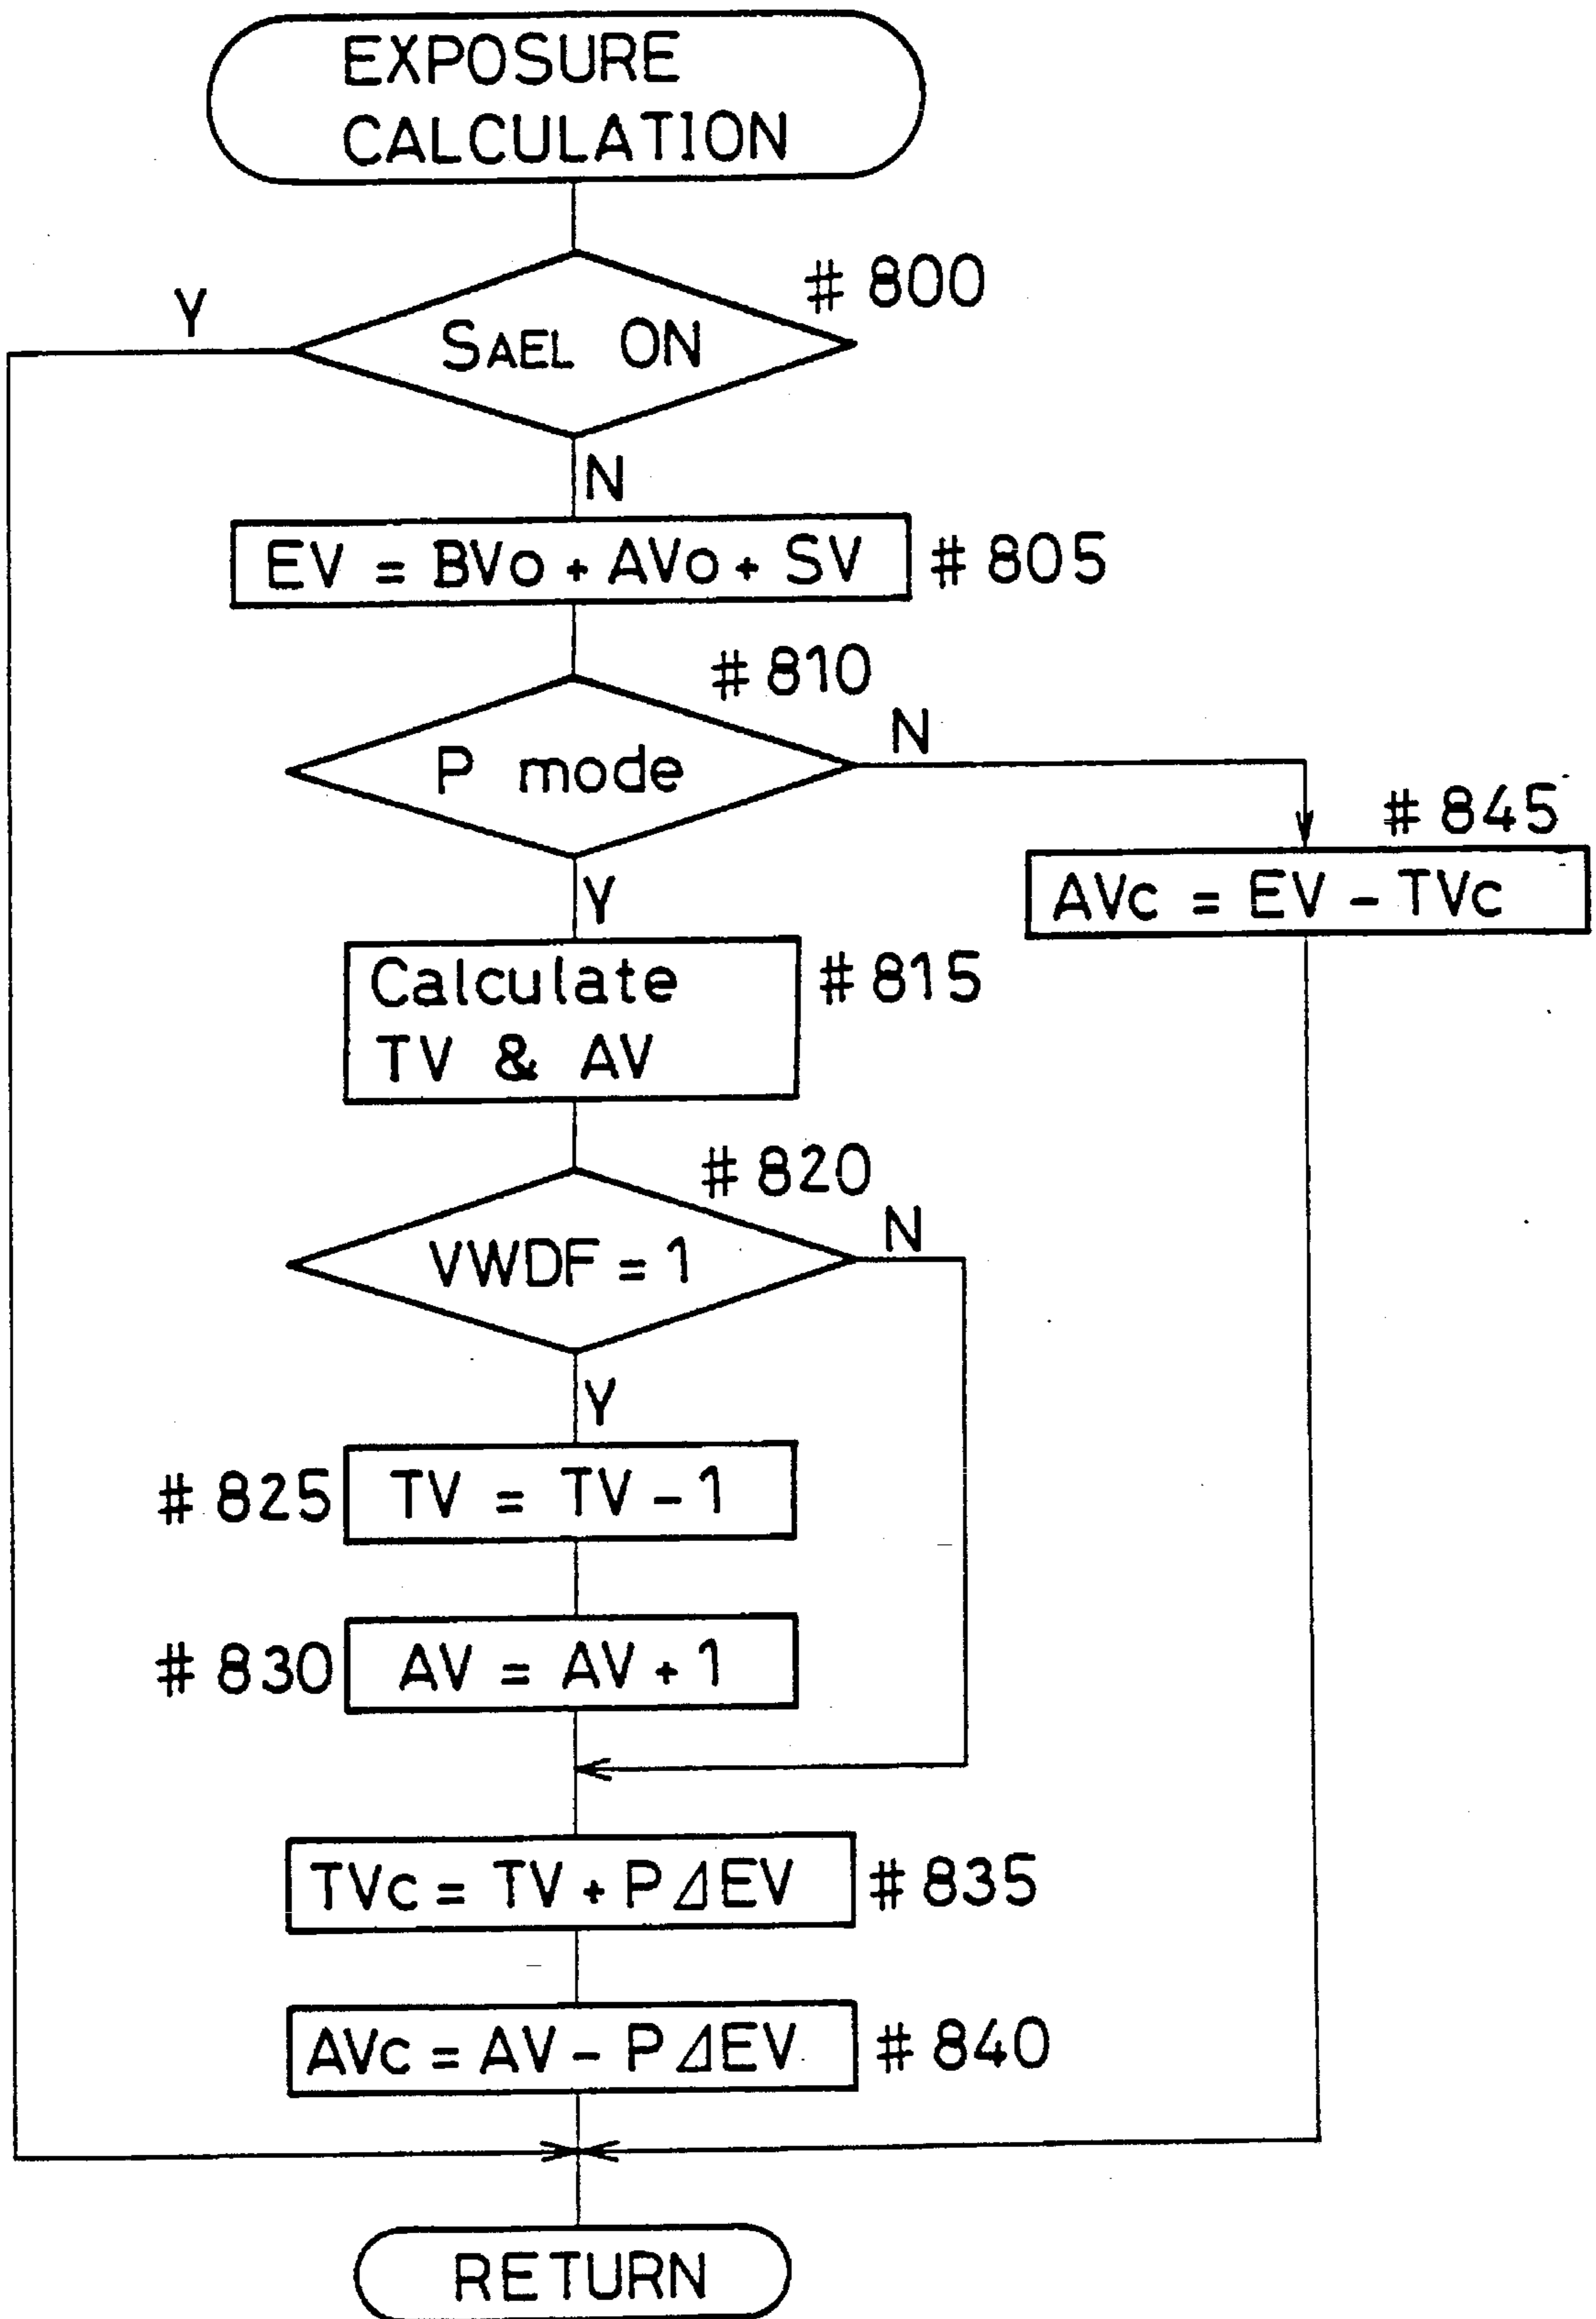 EXPOSURE
CALCULATION
# 800
Y
SAEL ON
N
EV = BVo + AVo + SV
# 805
# 810
P mode
N
# 845
Y
AVc = EV - TVc
Calculate
TV & AV
# 815
# 820
VWDF = 1
N
Y
# 825
TV = TV - 1
# 830
AV = AV + 1
TVc = TV + P⊿EV
# 835
AVc = AV - P⊿EV
# 840
RETURN